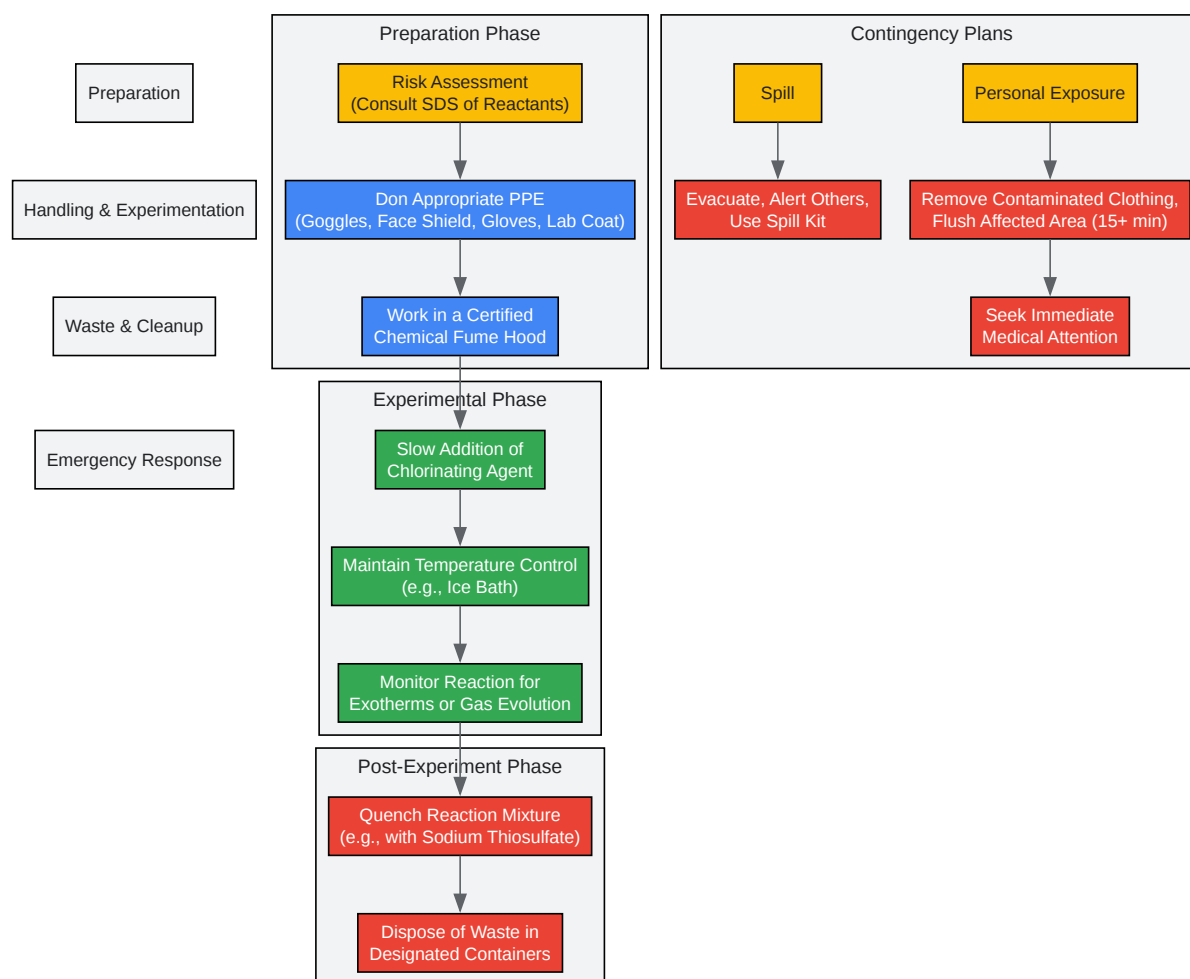 Preparation
Handling & Experimentation
Waste & Cleanup
Emergency Response
Preparation Phase
Risk Assessment
(Consult SDS of Reactants)
Don Appropriate PPE
(Goggles, Face Shield, Gloves, Lab Coat)
Work in a Certified
Chemical Fume Hood
Experimental Phase
Slow Addition of
Chlorinating Agent
Maintain Temperature Control
(e.g., Ice Bath)
Monitor Reaction for
Exotherms or Gas Evolution
Post-Experiment Phase
Quench Reaction Mixture
(e.g., with Sodium Thiosulfate)
Dispose of Waste in
Designated Containers
Contingency Plans
Spill
Evacuate, Alert Others,
Use Spill Kit
Personal Exposure
Remove Contaminated Clothing,
Flush Affected Area (15+ min)
Seek Immediate
Medical Attention